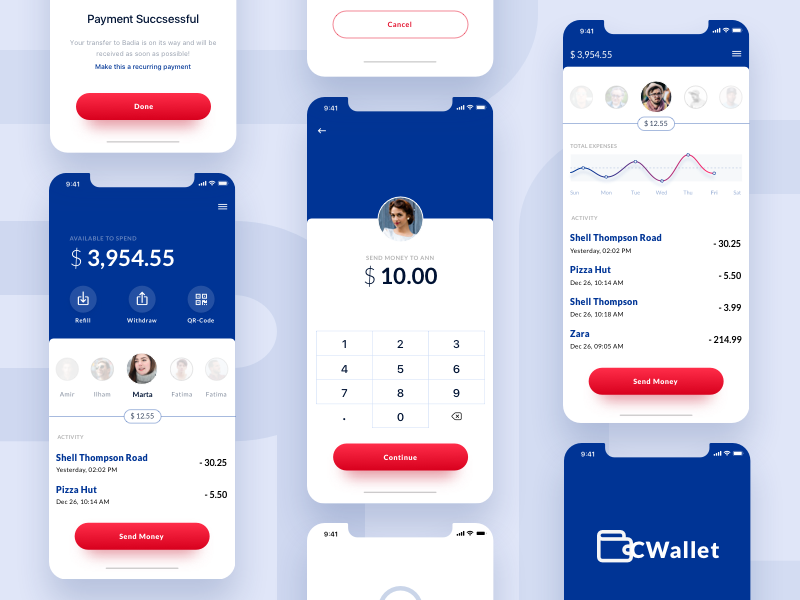 Payment Succsessful
Your transfer to Badia is on its way and will be
received as soon as possible!
Make this a recurring payment
Done
9:41
AVAILABLE TO SPEND
$ 3,954.55
Refill Withdraw QR-Code
Amir Ilham Marta Fatima Fatima
$ 12.55
ACTIVITY
Shell Thompson Road
Yesterday, 02:02 PM
- 30.25
Pizza Hut
Dec 26, 10:14 AM
- 5.50
Send Money
Cancel
9:41
SEND MONEY TO ANN
$ 10.00
1 2 3
4 5 6
7 8 9
. 0
Continue
9:41
9:41
$ 3,954.55
$ 12.55
TOTAL EXPENSES
Sun Mon Tue Wed Thu Fri Sat
ACTIVITY
Shell Thompson Road
Yesterday, 02:02 PM
- 30.25
Pizza Hut
Dec 26, 10:14 AM
- 5.50
Shell Thompson
Dec 26, 10:18 AM
- 3.99
Zara
Dec 26, 09:05 AM
- 214.99
Send Money
9:41
CWallet